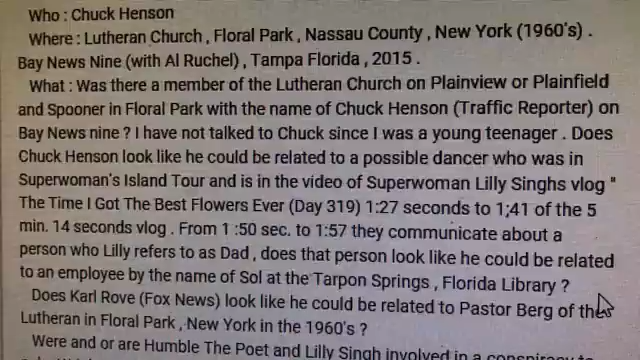 Who : Chuck Henson
Where : Lutheran Church , Floral Park , Nassau County , New York (1960's) .
Bay News Nine (with Al Ruchel) , Tampa Florida , 2015 .
What : Was there a member of the Lutheran Church on Plainview or Plainfield
and Spooner in Floral Park with the name of Chuck Henson (Traffic Reporter) on
Bay News nine ? I have not talked to Chuck since I was a young teenager . Does
Chuck Henson look like he could be related to a possible dancer who was in
Superwoman's Island Tour and is in the video of Superwoman Lilly Singhs vlog "
The Time I Got The Best Flowers Ever (Day 319) 1:27 seconds to 1;41 of the 5
min. 14 seconds vlog . From 1 :50 sec. to 1:57 they communicate about a
person who Lilly refers to as Dad , does that person look like he could be related
to an employee by the name of Sol at the Tarpon Springs , Florida Library ?
Does Karl Rove (Fox News) look like he could be related to Pastor Berg of the
Lutheran in Floral Park , New York in the 1960's ?
Were and or are Humble The Poet and Lilly Singh involved in a conspiracy to